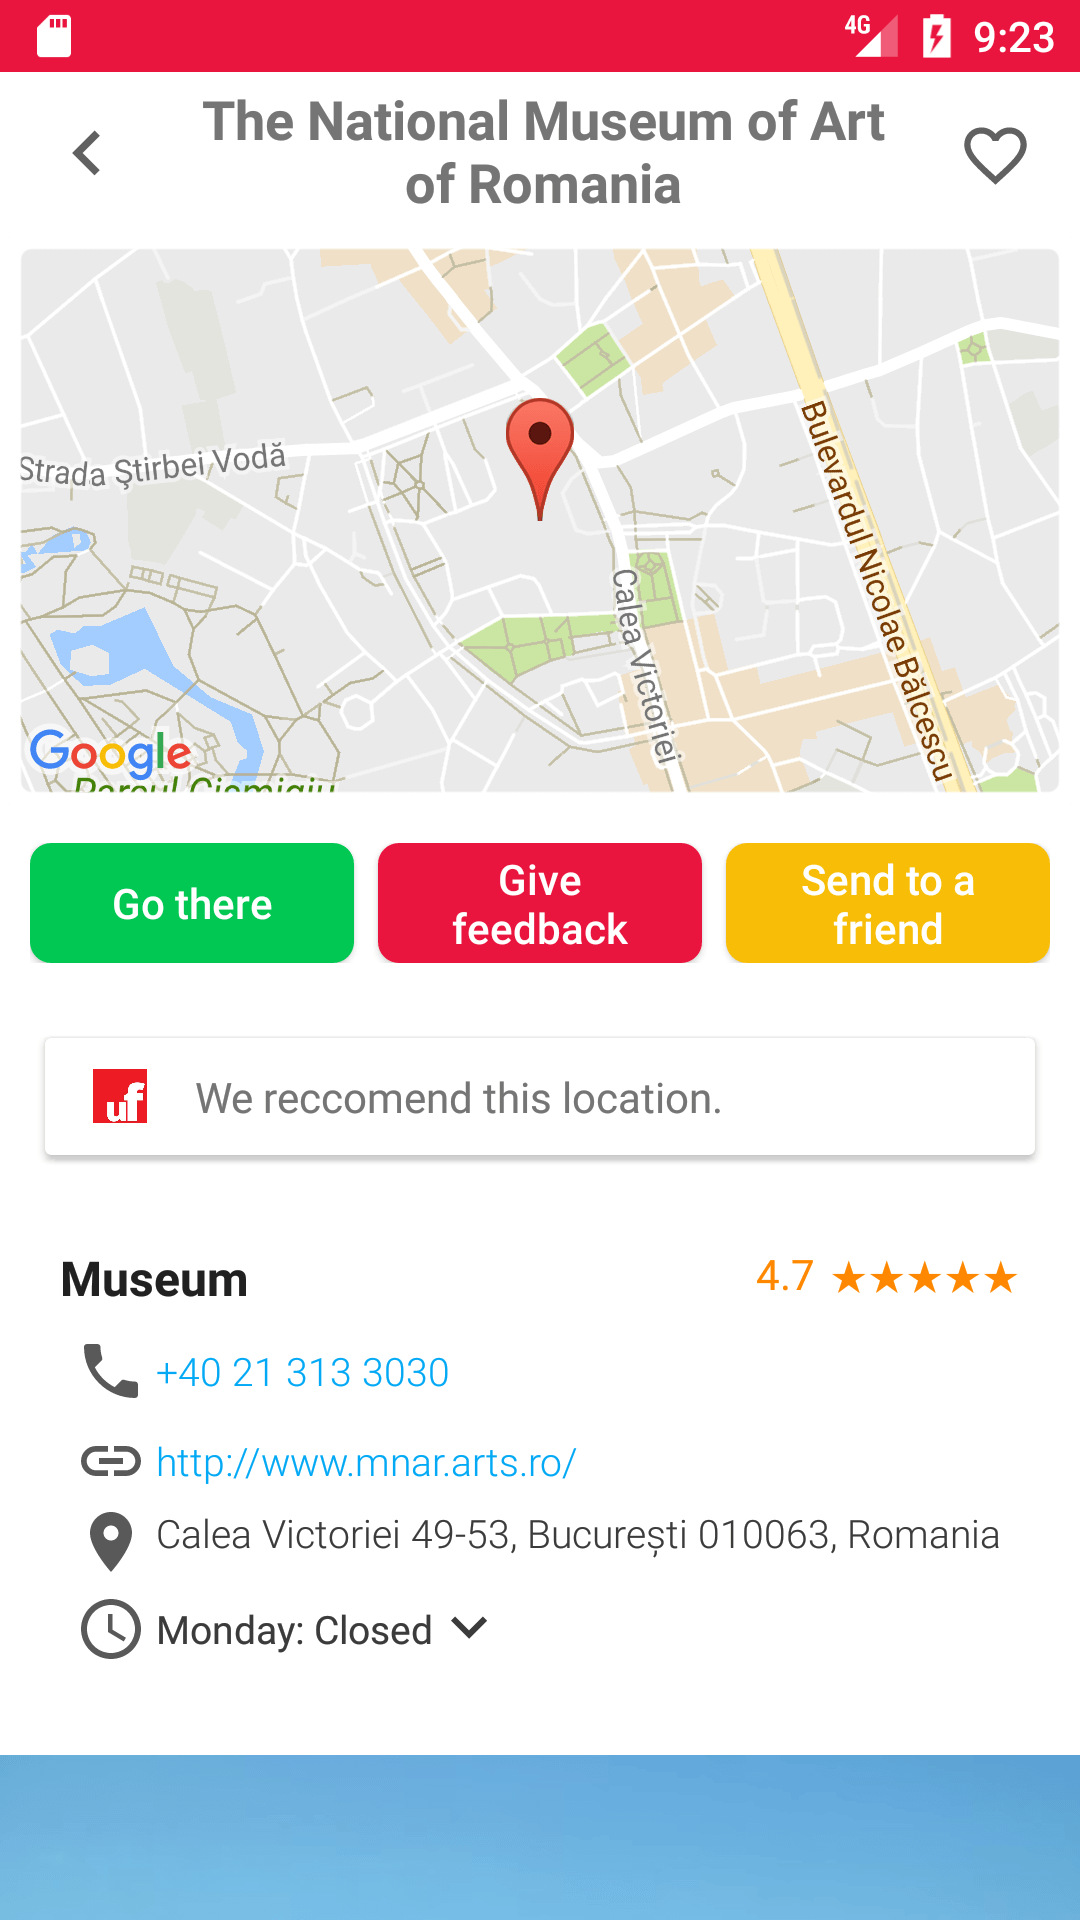 4G 9:23
The National Museum of Art
of Romania
Strada Știrbei Vodă
Bulevardul Nicolae Bălcescu
Calea Victoriei
Google
Parcul Cișmigiu
Go there
Give
feedback
Send to a
friend
uf We reccomend this location.
Museum 4.7 ★★★★★
+40 21 313 3030
http://www.mnar.arts.ro/
Calea Victoriei 49-53, București 010063, Romania
Monday: Closed